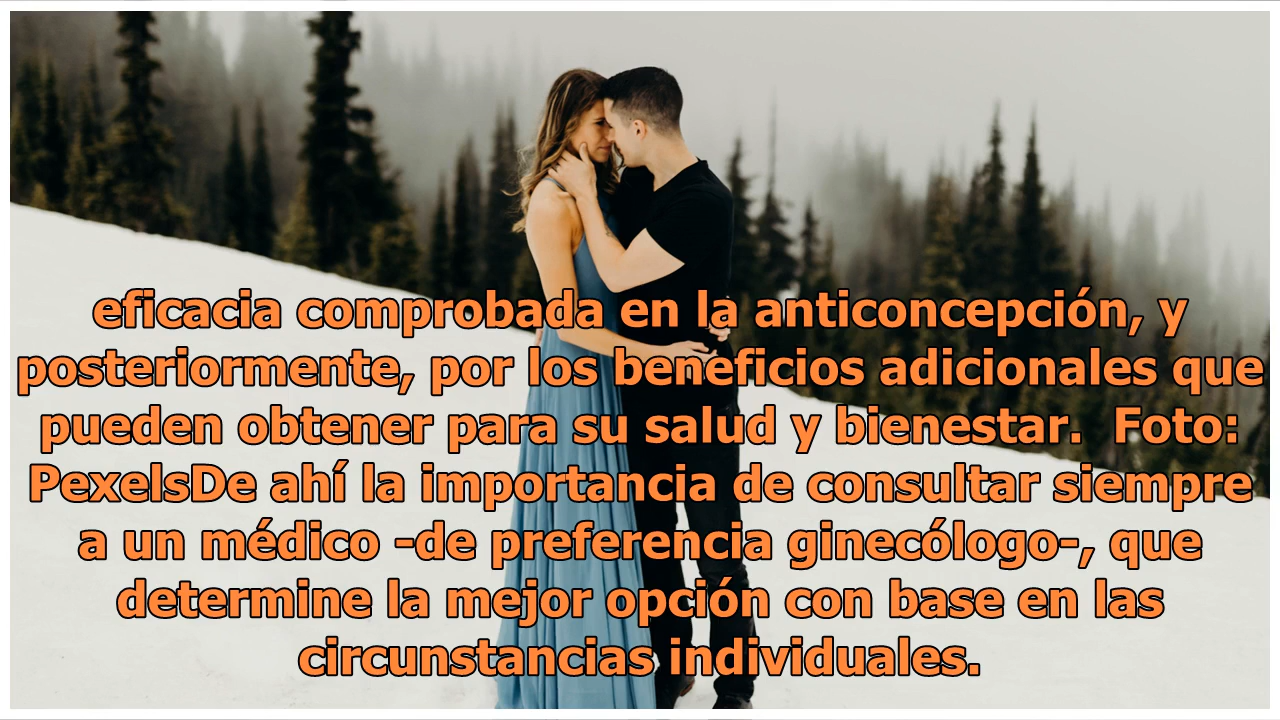 eficacia comprobada en la anticoncepción, y
posteriormente, por los beneficios adicionales que
pueden obtener para su salud y bienestar.  Foto:
PexelsDe ahí la importancia de consultar siempre
a un médico -de preferencia ginecólogo-, que
determine la mejor opción con base en las
circunstancias individuales.